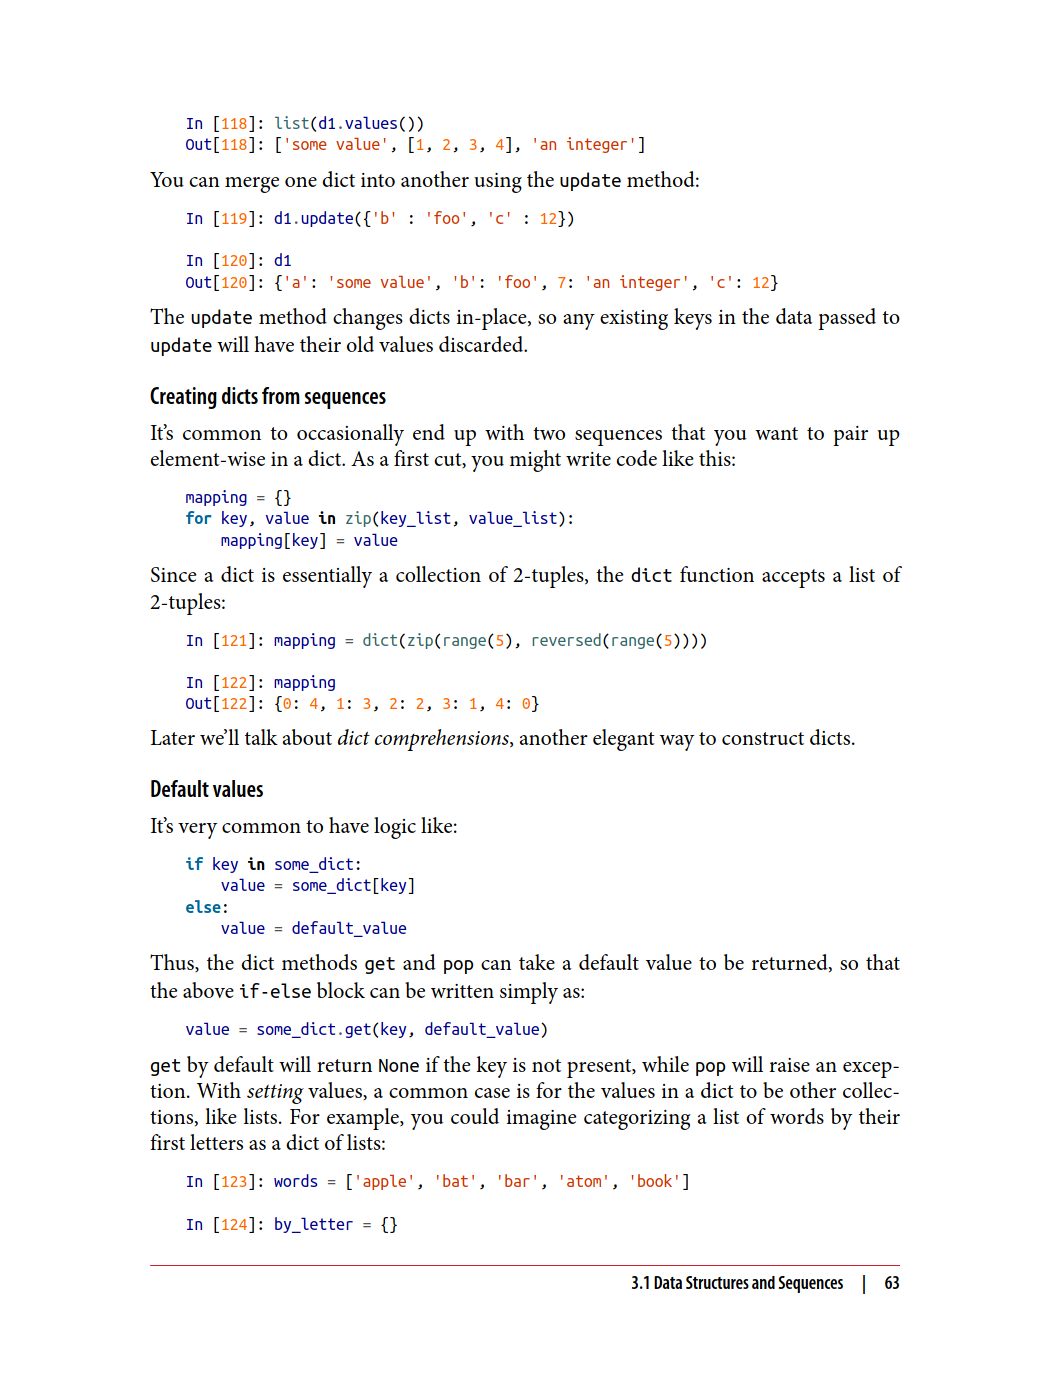 In [118]: list(d1.values())
Out[118]: ['some value', [1, 2, 3, 4], 'an integer']
You can merge one dict into another using the update method:
In [119]: d1.update({'b' : 'foo', 'c' : 12})
In [120]: d1
Out[120]: {'a': 'some value', 'b': 'foo', 7: 'an integer', 'c': 12}
The update method changes dicts in-place, so any existing keys in the data passed to
update will have their old values discarded.
Creating dicts from sequences
It’s common to occasionally end up with two sequences that you want to pair up
element-wise in a dict. As a first cut, you might write code like this:
mapping = {}
for key, value in zip(key_list, value_list):
    mapping[key] = value
Since a dict is essentially a collection of 2-tuples, the dict function accepts a list of
2-tuples:
In [121]: mapping = dict(zip(range(5), reversed(range(5))))
In [122]: mapping
Out[122]: {0: 4, 1: 3, 2: 2, 3: 1, 4: 0}
Later we’ll talk about dict comprehensions, another elegant way to construct dicts.
Default values
It’s very common to have logic like:
if key in some_dict:
    value = some_dict[key]
else:
    value = default_value
Thus, the dict methods get and pop can take a default value to be returned, so that
the above if-else block can be written simply as:
value = some_dict.get(key, default_value)
get by default will return None if the key is not present, while pop will raise an excep-
tion. With setting values, a common case is for the values in a dict to be other collec-
tions, like lists. For example, you could imagine categorizing a list of words by their
first letters as a dict of lists:
In [123]: words = ['apple', 'bat', 'bar', 'atom', 'book']
In [124]: by_letter = {}
3.1 Data Structures and Sequences | 63